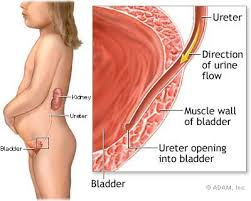 Kidney
Ureter
Bladder
Ureter
Direction
of urine
flow
Muscle wall
of bladder
Ureter opening
into bladder
Bladder
© ADAM, Inc.